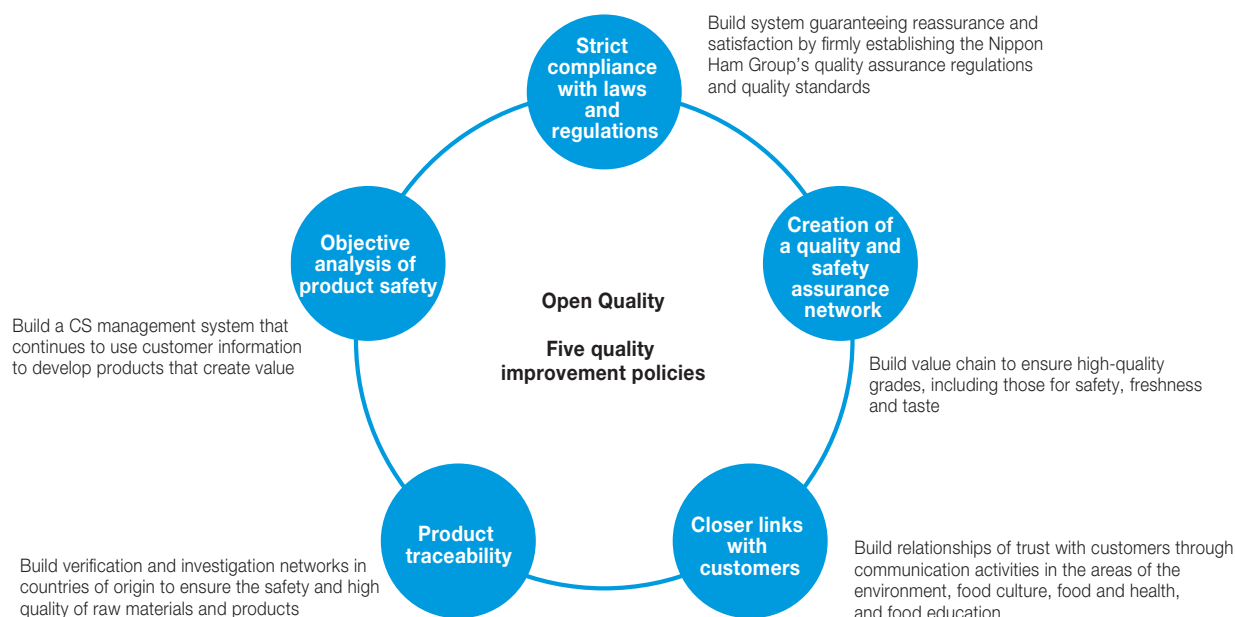 Strict
compliance
with laws
and
regulations
Build system guaranteeing reassurance and
satisfaction by firmly establishing the Nippon
Ham Group's quality assurance regulations
and quality standards
Objective
analysis of
product safety
Creation of
a quality and
safety
assurance
network
Open Quality
Five quality
improvement policies
Build a CS management system that
continues to use customer information
to develop products that create value
Build value chain to ensure high-quality
grades, including those for safety, freshness
and taste
Product
traceability
Closer links
with
customers
Build verification and investigation networks in
countries of origin to ensure the safety and high
quality of raw materials and products
Build relationships of trust with customers through
communication activities in the areas of the
environment, food culture, food and health,
and food education